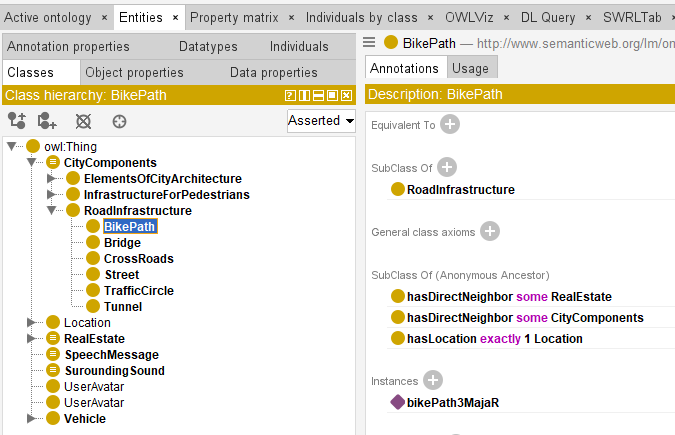 Active ontology × Entities × Property matrix × Individuals by class × OWLViz × DL Query × SWRLTab ×
Annotation properties Datatypes Individuals
Classes Object properties Data properties
Class hierarchy: BikePath
Asserted
owl:Thing
CityComponents
ElementsOfCityArchitecture
InfrastructureForPedestrians
RoadInfrastructure
BikePath
Bridge
CrossRoads
Street
TrafficCircle
Tunnel
Location
RealEstate
SpeechMessage
SuroundingSound
UserAvatar
UserAvatar
Vehicle
BikePath — http://www.semanticweb.org/lm/on
Annotations Usage
Description: BikePath
Equivalent To
SubClass Of
RoadInfrastructure
General class axioms
SubClass Of (Anonymous Ancestor)
hasDirectNeighbor some RealEstate
hasDirectNeighbor some CityComponents
hasLocation exactly 1 Location
Instances
bikePath3MajaR